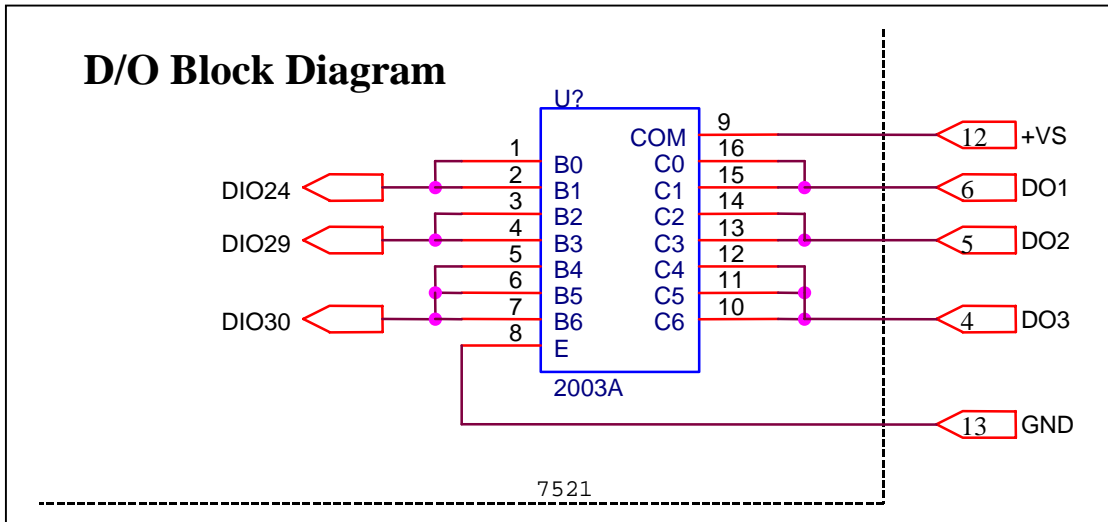 D/O Block Diagram
U?
COM 9 12 +VS
1 B0 C0 16
DIO24 2 B1 C1 15 6 DO1
3 B2 C2 14
DIO29 4 B3 C3 13 5 DO2
5 B4 C4 12
6 B5 C5 11
DIO30 7 B6 C6 10 4 DO3
8 E
2003A
13 GND
7521